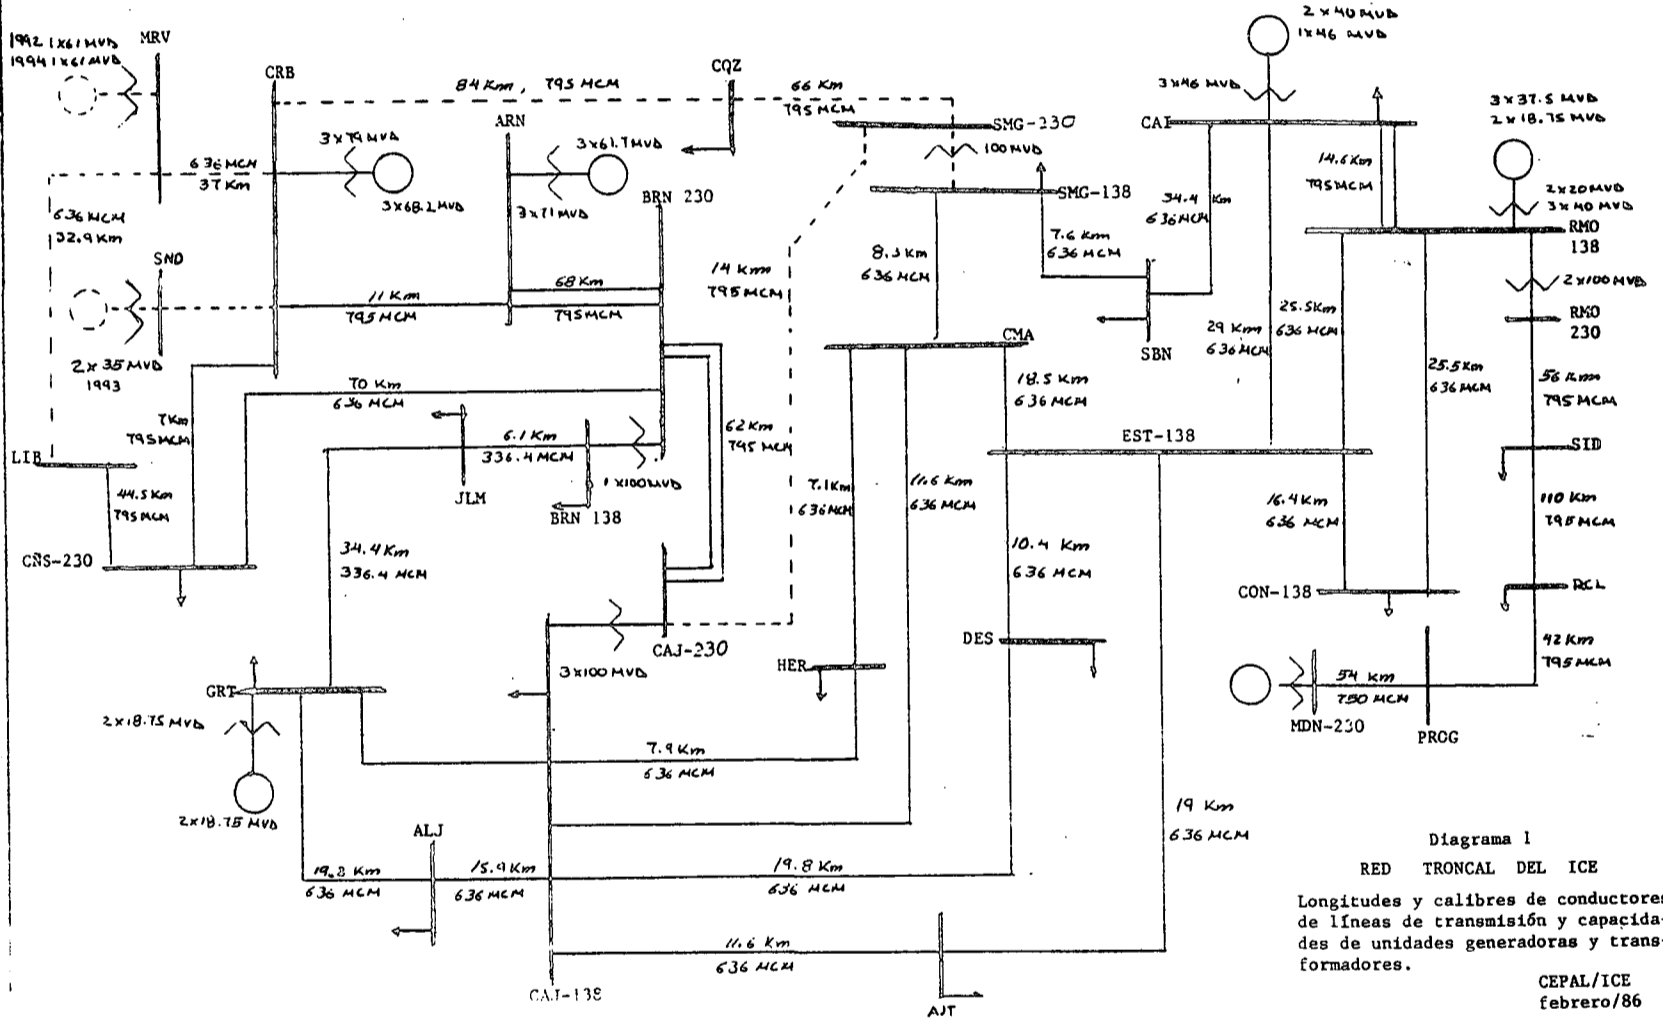 1992 1x61 MVA
1994 1x61 MVA
MRV
CRB
84 Km, 795 MCM
CQZ
66 Km
795 MCM
ARN
3x79 MVA
3x68.2 MVA
3x61.7 MVA
3x71 MVA
636 MCM
37 Km
636 MCM
32.9 Km
SND
2x35 MVA
1993
11 Km
795 MCM
68 Km
795 MCM
BRN 230
14 Km
795 MCM
SMG-230
100 MVA
SMG-138
2x40 MVA
1x46 MVA
3x46 MVA
CAI
3x37.5 MVA
2x18.75 MVA
2x20 MVA
3x40 MVA
14.6 Km
795 MCM
RMO
138
2x100 MVA
RMO
230
34.4 Km
636 MCM
7.6 Km
636 MCM
8.3 Km
636 MCM
SBN
29 Km
636 MCM
25.5 Km
636 MCM
25.5 Km
636 MCM
56 Km
795 MCM
SID
110 Km
795 MCM
RCL
42 Km
795 MCM
CMA
18.5 Km
636 MCM
EST-138
16.4 Km
636 MCM
CON-138
70 Km
636 MCM
7 Km
795 MCM
LIB
44.5 Km
795 MCM
CÑS-230
6.1 Km
336.4 MCM
JLM
BRN 138
1x100 MVA
62 Km
795 MCM
7.1 Km
636 MCM
11.6 Km
636 MCM
10.4 Km
636 MCM
34.4 Km
336.4 MCM
CAJ-230
3x100 MVA
HER
DES
54 Km
750 MCM
MDN-230
PROG
GRT
2x18.75 MVA
2x18.75 MVA
7.9 Km
636 MCM
ALJ
19.2 Km
636 MCM
15.9 Km
636 MCM
19.8 Km
636 MCM
19 Km
636 MCM
11.6 Km
636 MCM
CAJ-138
AJT
Diagrama 1
RED TRONCAL DEL ICE
Longitudes y calibres de conductores
de líneas de transmisión y capacida-
des de unidades generadoras y trans-
formadores.
CEPAL/ICE
febrero/86